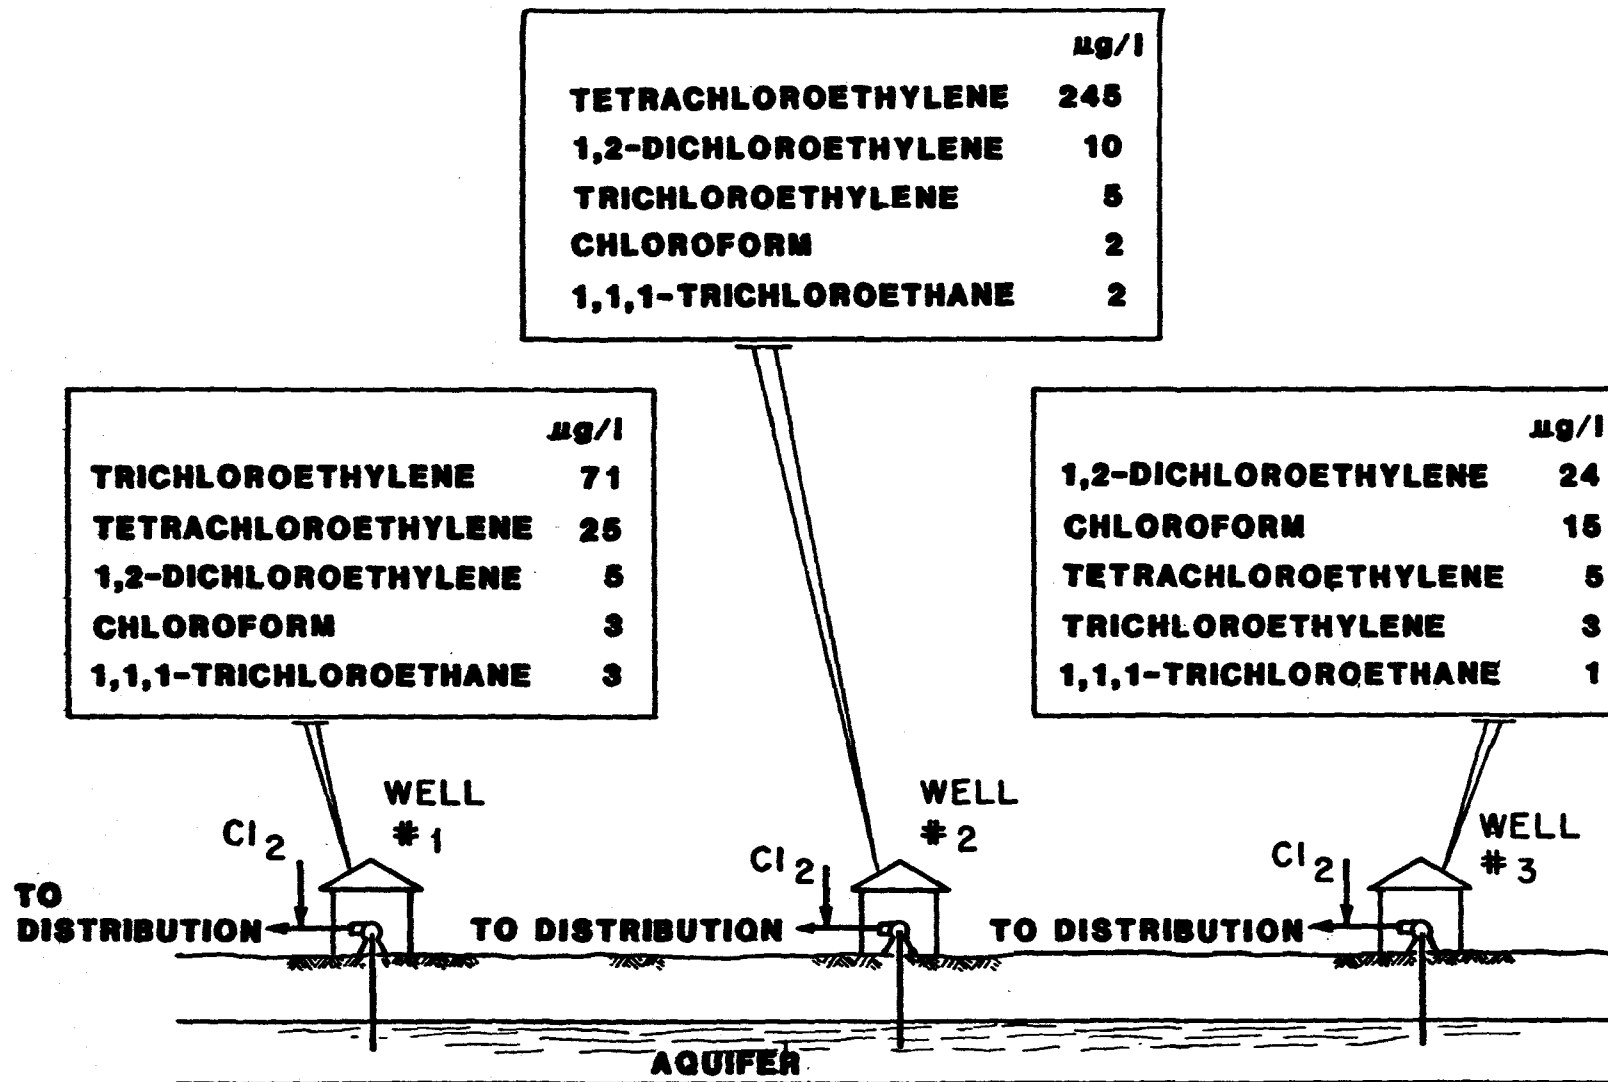 µg/l
TETRACHLOROETHYLENE 245
1,2-DICHLOROETHYLENE 10
TRICHLOROETHYLENE 5
CHLOROFORM 2
1,1,1-TRICHLOROETHANE 2
µg/l
TRICHLOROETHYLENE 71
TETRACHLOROETHYLENE 25
1,2-DICHLOROETHYLENE 5
CHLOROFORM 3
1,1,1-TRICHLOROETHANE 3
µg/l
1,2-DICHLOROETHYLENE 24
CHLOROFORM 15
TETRACHLOROETHYLENE 5
TRICHLOROETHYLENE 3
1,1,1-TRICHLOROETHANE 1
WELL
#1
Cl2
TO
DISTRIBUTION
WELL
#2
Cl2
TO DISTRIBUTION
WELL
#3
Cl2
TO DISTRIBUTION
AQUIFER